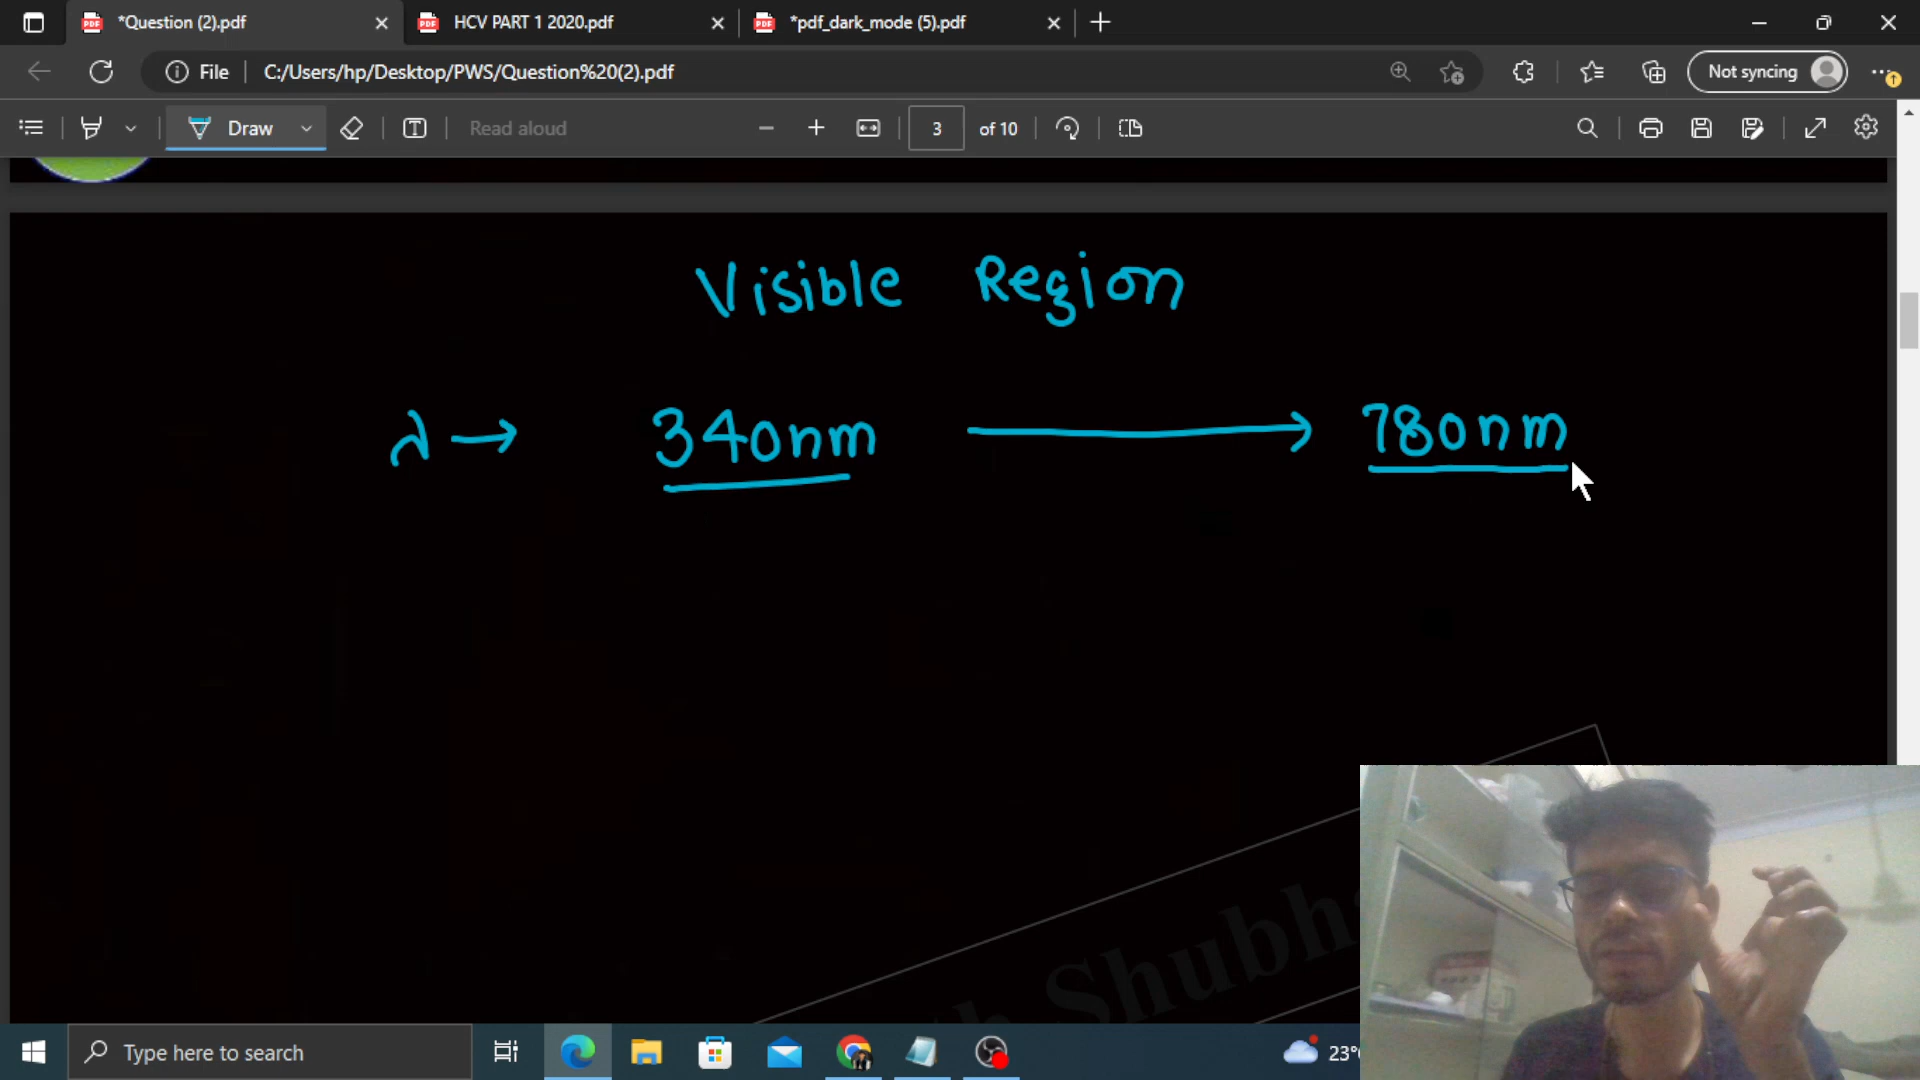 *Question (2).pdf
HCV PART 1 2020.pdf
*pdf_dark_mode (5).pdf
File
C:/Users/hp/Desktop/PWS/Question%20(2).pdf
Not syncing
Draw
Read aloud
3 of 10
Visible Region
λ → 340nm → 780nm
Type here to search
23°